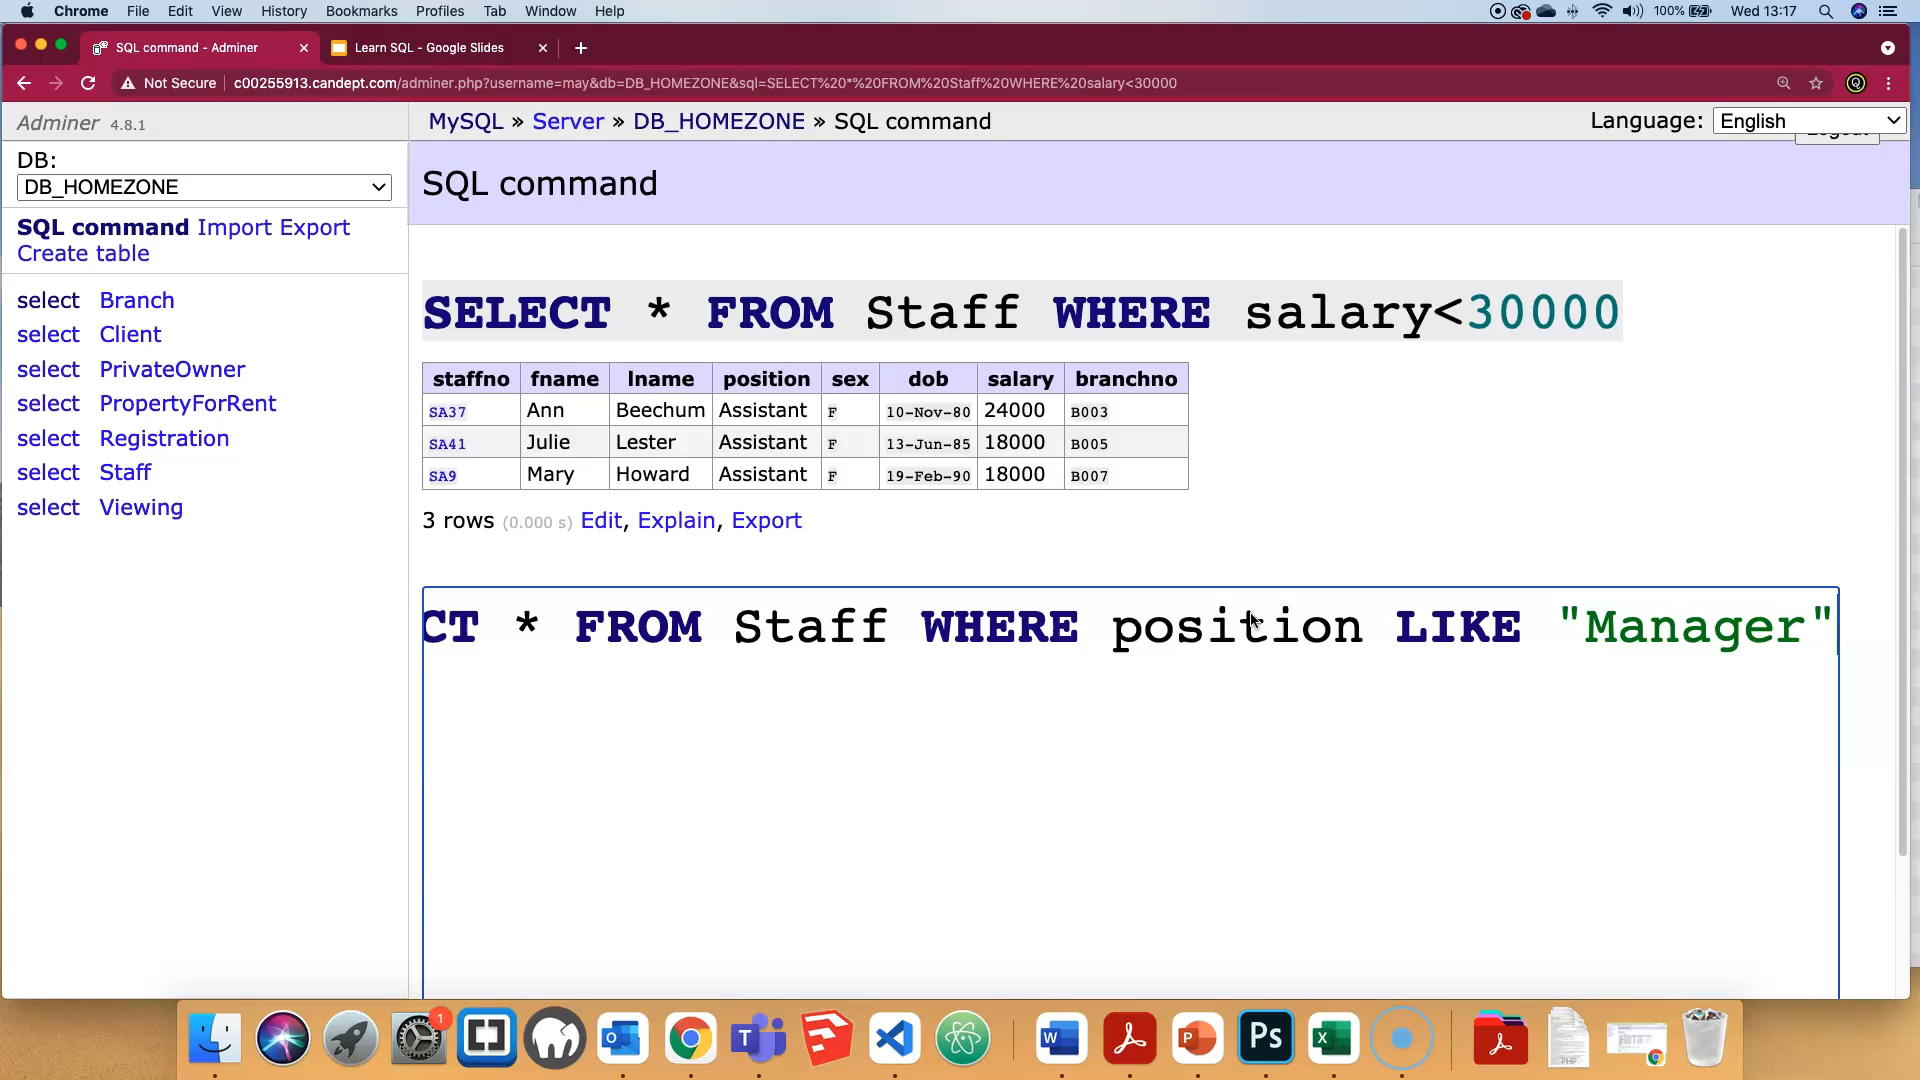 Chrome File Edit View History Bookmarks Profiles Tab Window Help 100% Wed 13:17
SQL command - Adminer Learn SQL - Google Slides
Not Secure c00255913.candept.com/adminer.php?username=may&db=DB_HOMEZONE&sql=SELECT%20*%20FROM%20Staff%20WHERE%20salary<30000
Adminer 4.8.1
MySQL » Server » DB_HOMEZONE » SQL command
Language: English
Logout
DB:
DB_HOMEZONE
SQL command Import Export
Create table
select Branch
select Client
select PrivateOwner
select PropertyForRent
select Registration
select Staff
select Viewing
SQL command
SELECT * FROM Staff WHERE salary<30000
staffno fname lname position sex dob salary branchno
SA37 Ann Beechum Assistant F 10-Nov-80 24000 B003
SA41 Julie Lester Assistant F 13-Jun-85 18000 B005
SA9 Mary Howard Assistant F 19-Feb-90 18000 B007
3 rows (0.000 s) Edit, Explain, Export
CT * FROM Staff WHERE position LIKE "Manager"
1
Ps
PHP